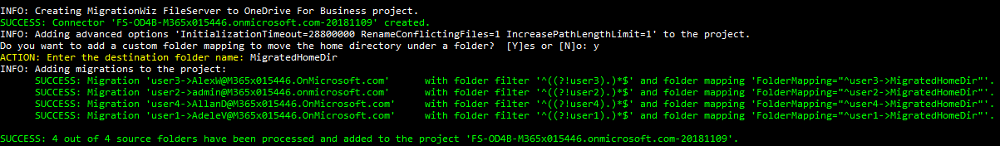 INFO: Creating MigrationWiz FileServer to OneDrive For Business project.
SUCCESS: Connector 'FS-OD4B-M365x015446.onmicrosoft.com-20181109' created.
INFO: Adding advanced options 'InitializationTimeout=28800000 RenameConflictingFiles=1 IncreasePathLengthLimit=1' to the project.
Do you want to add a custom folder mapping to move the home directory under a folder?  [Y]es or [N]o: y
ACTION: Enter the destination folder name: MigratedHomeDir
INFO: Adding migrations to the project:
SUCCESS: Migration 'user3->AlexW@M365x015446.OnMicrosoft.com' with folder filter '^((?!user3).)*$' and folder mapping 'FolderMapping="^user3->MigratedHomeDir"'.
SUCCESS: Migration 'user2->admin@M365x015446.onmicrosoft.com' with folder filter '^((?!user2).)*$' and folder mapping 'FolderMapping="^user2->MigratedHomeDir"'.
SUCCESS: Migration 'user4->AllanD@M365x015446.OnMicrosoft.com' with folder filter '^((?!user4).)*$' and folder mapping 'FolderMapping="^user4->MigratedHomeDir"'.
SUCCESS: Migration 'user1->AdeleV@M365x015446.OnMicrosoft.com' with folder filter '^((?!user1).)*$' and folder mapping 'FolderMapping="^user1->MigratedHomeDir"'.
SUCCESS: 4 out of 4 source folders have been processed and added to the project 'FS-OD4B-M365x015446.onmicrosoft.com-20181109'.